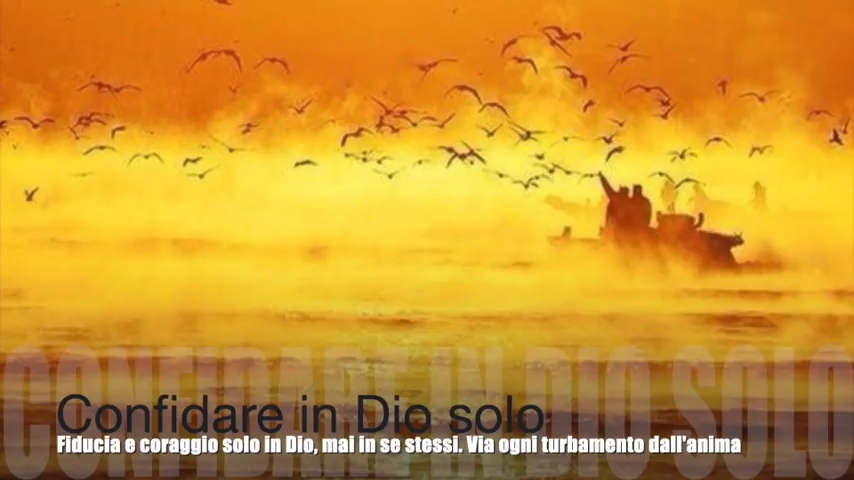 CONFIDARE IN DIO SOLO
Confidare in Dio solo
Fiducia e coraggio solo in Dio, mai in se stessi. Via ogni turbamento dall'anima